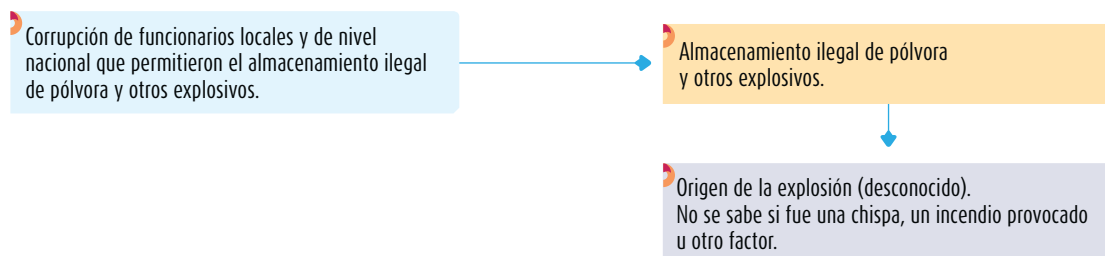 Corrupción de funcionarios locales y de nivel
nacional que permitieron el almacenamiento ilegal
de pólvora y otros explosivos.
Almacenamiento ilegal de pólvora
y otros explosivos.
Origen de la explosión (desconocido).
No se sabe si fue una chispa, un incendio provocado
u otro factor.